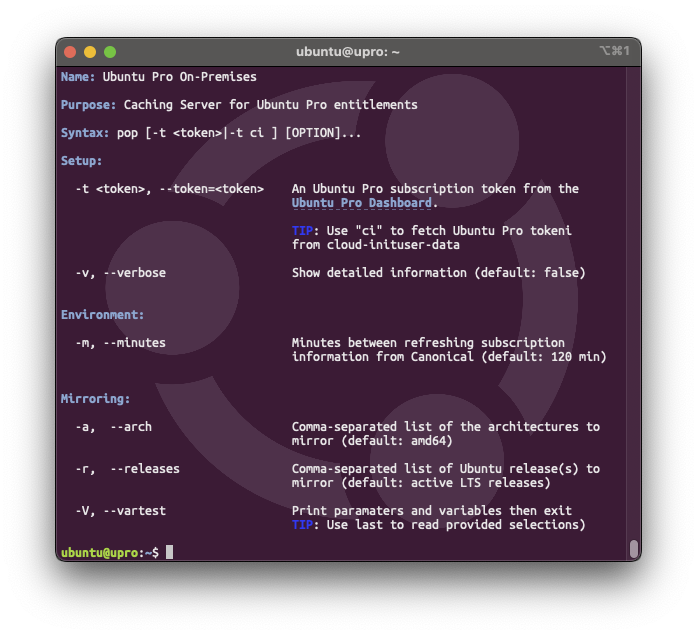 ubuntu@upro: ~
⌥⌘1
Name: Ubuntu Pro On-Premises
Purpose: Caching Server for Ubuntu Pro entitlements
Syntax: pop [-t <token>|-t ci ] [OPTION]...
Setup:
-t <token>, --token=<token> An Ubuntu Pro subscription token from the
Ubuntu Pro Dashboard.
TIP: Use "ci" to fetch Ubuntu Pro tokeni
from cloud-inituser-data
-v, --verbose Show detailed information (default: false)
Environment:
-m, --minutes Minutes between refreshing subscription
information from Canonical (default: 120 min)
Mirroring:
-a, --arch Comma-separated list of the architectures to
mirror (default: amd64)
-r, --releases Comma-separated list of Ubuntu release(s) to
mirror (default: active LTS releases)
-V, --vartest Print paramaters and variables then exit
TIP: Use last to read provided selections)
ubuntu@upro:~$